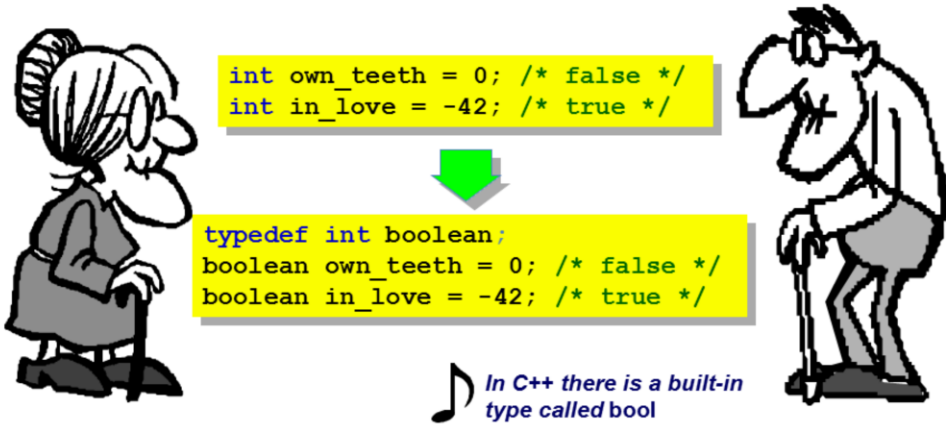 int own_teeth = 0; /* false */
int in_love = -42; /* true */
typedef int boolean;
boolean own_teeth = 0; /* false */
boolean in_love = -42; /* true */
In C++ there is a built-in
type called bool